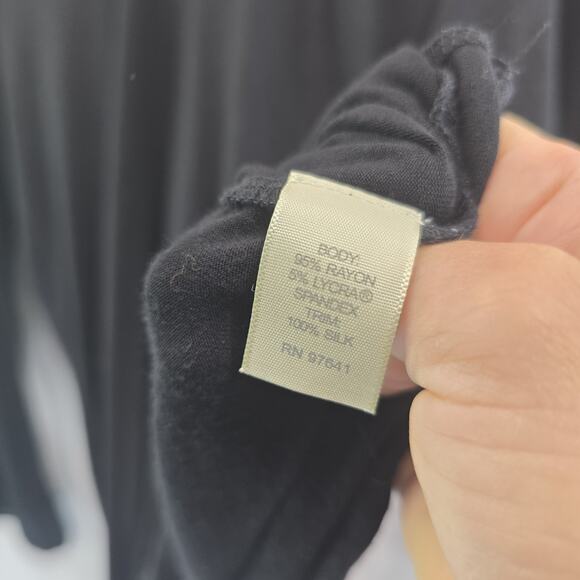 BODY:
95% RAYON
5% LYCRA®
SPANDEX
TRIM:
100% SILK
RN 97641